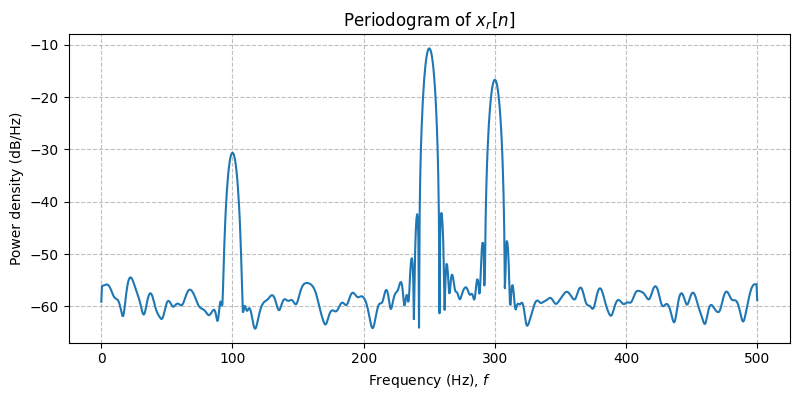 Periodogram of $x_r[n]$
Power density (dB/Hz)
−10
−20
−30
−40
−50
−60
0 100 200 300 400 500
Frequency (Hz), $f$